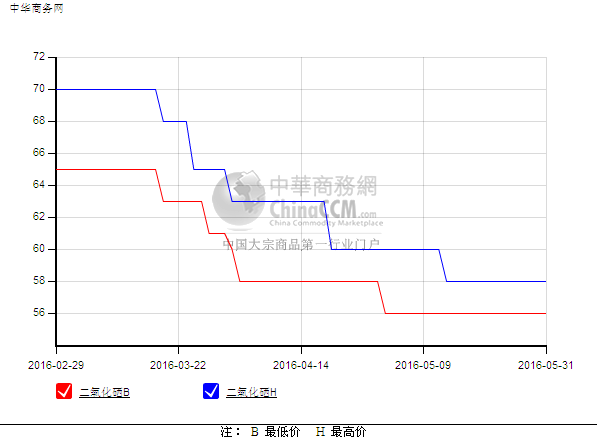 中华商务网
72
70
68
66
64
62
60
58
56
中華商務網
ChinaCCM.com
China Commodity Marketplace
中国大宗商品第一行业门户
2016-02-29
2016-03-22
2016-04-14
2016-05-09
2016-05-31
二氧化硒B
二氧化硒H
注： B 最低价 H 最高价